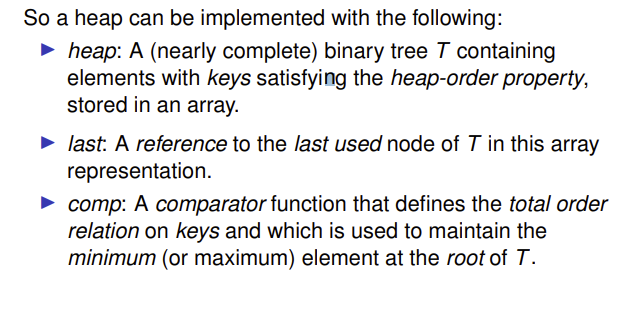 So a heap can be implemented with the following:
▶ heap: A (nearly complete) binary tree T containing
elements with keys satisfying the heap-order property,
stored in an array.
▶ last: A reference to the last used node of T in this array
representation.
▶ comp: A comparator function that defines the total order
relation on keys and which is used to maintain the
minimum (or maximum) element at the root of T.